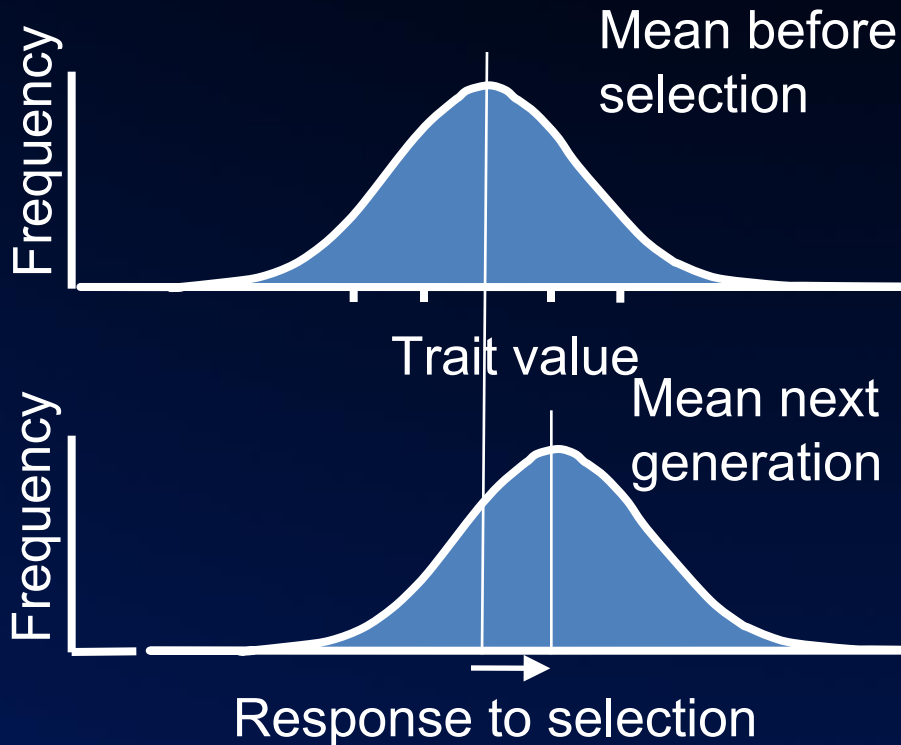 Frequency
Mean before
selection
Trait value
Frequency
Mean next
generation
Response to selection